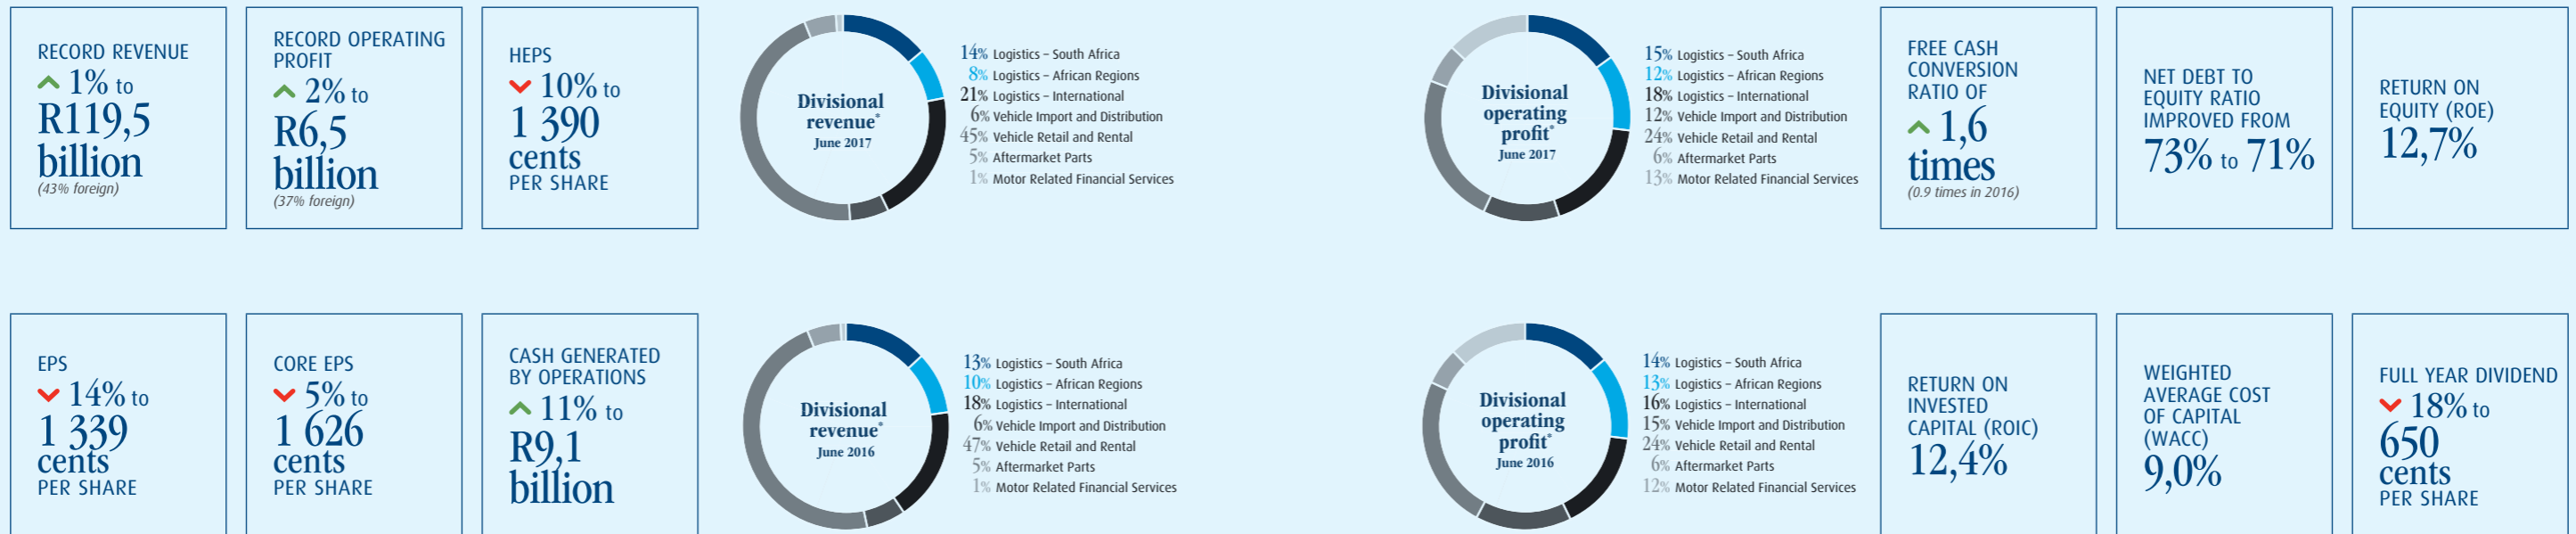 RECORD REVENUE
1% to
R119,5
billion
(43% foreign)
RECORD OPERATING
PROFIT
2% to
R6,5
billion
(37% foreign)
HEPS
10% to
1 390
cents
PER SHARE
Divisional
revenue*
June 2017
14% Logistics – South Africa
8% Logistics – African Regions
21% Logistics – International
6% Vehicle Import and Distribution
45% Vehicle Retail and Rental
5% Aftermarket Parts
1% Motor Related Financial Services
Divisional
operating
profit*
June 2017
15% Logistics – South Africa
12% Logistics – African Regions
18% Logistics – International
12% Vehicle Import and Distribution
24% Vehicle Retail and Rental
6% Aftermarket Parts
13% Motor Related Financial Services
FREE CASH
CONVERSION
RATIO OF
1,6
times
(0.9 times in 2016)
NET DEBT TO
EQUITY RATIO
IMPROVED FROM
73% to 71%
RETURN ON
EQUITY (ROE)
12,7%
EPS
14% to
1 339
cents
PER SHARE
CORE EPS
5% to
1 626
cents
PER SHARE
CASH GENERATED
BY OPERATIONS
11% to
R9,1
billion
Divisional
revenue*
June 2016
13% Logistics – South Africa
10% Logistics – African Regions
18% Logistics – International
6% Vehicle Import and Distribution
47% Vehicle Retail and Rental
5% Aftermarket Parts
1% Motor Related Financial Services
Divisional
operating
profit*
June 2016
14% Logistics – South Africa
13% Logistics – African Regions
16% Logistics – International
15% Vehicle Import and Distribution
24% Vehicle Retail and Rental
6% Aftermarket Parts
12% Motor Related Financial Services
RETURN ON
INVESTED
CAPITAL (ROIC)
12,4%
WEIGHTED
AVERAGE COST
OF CAPITAL
(WACC)
9,0%
FULL YEAR DIVIDEND
18% to
650
cents
PER SHARE